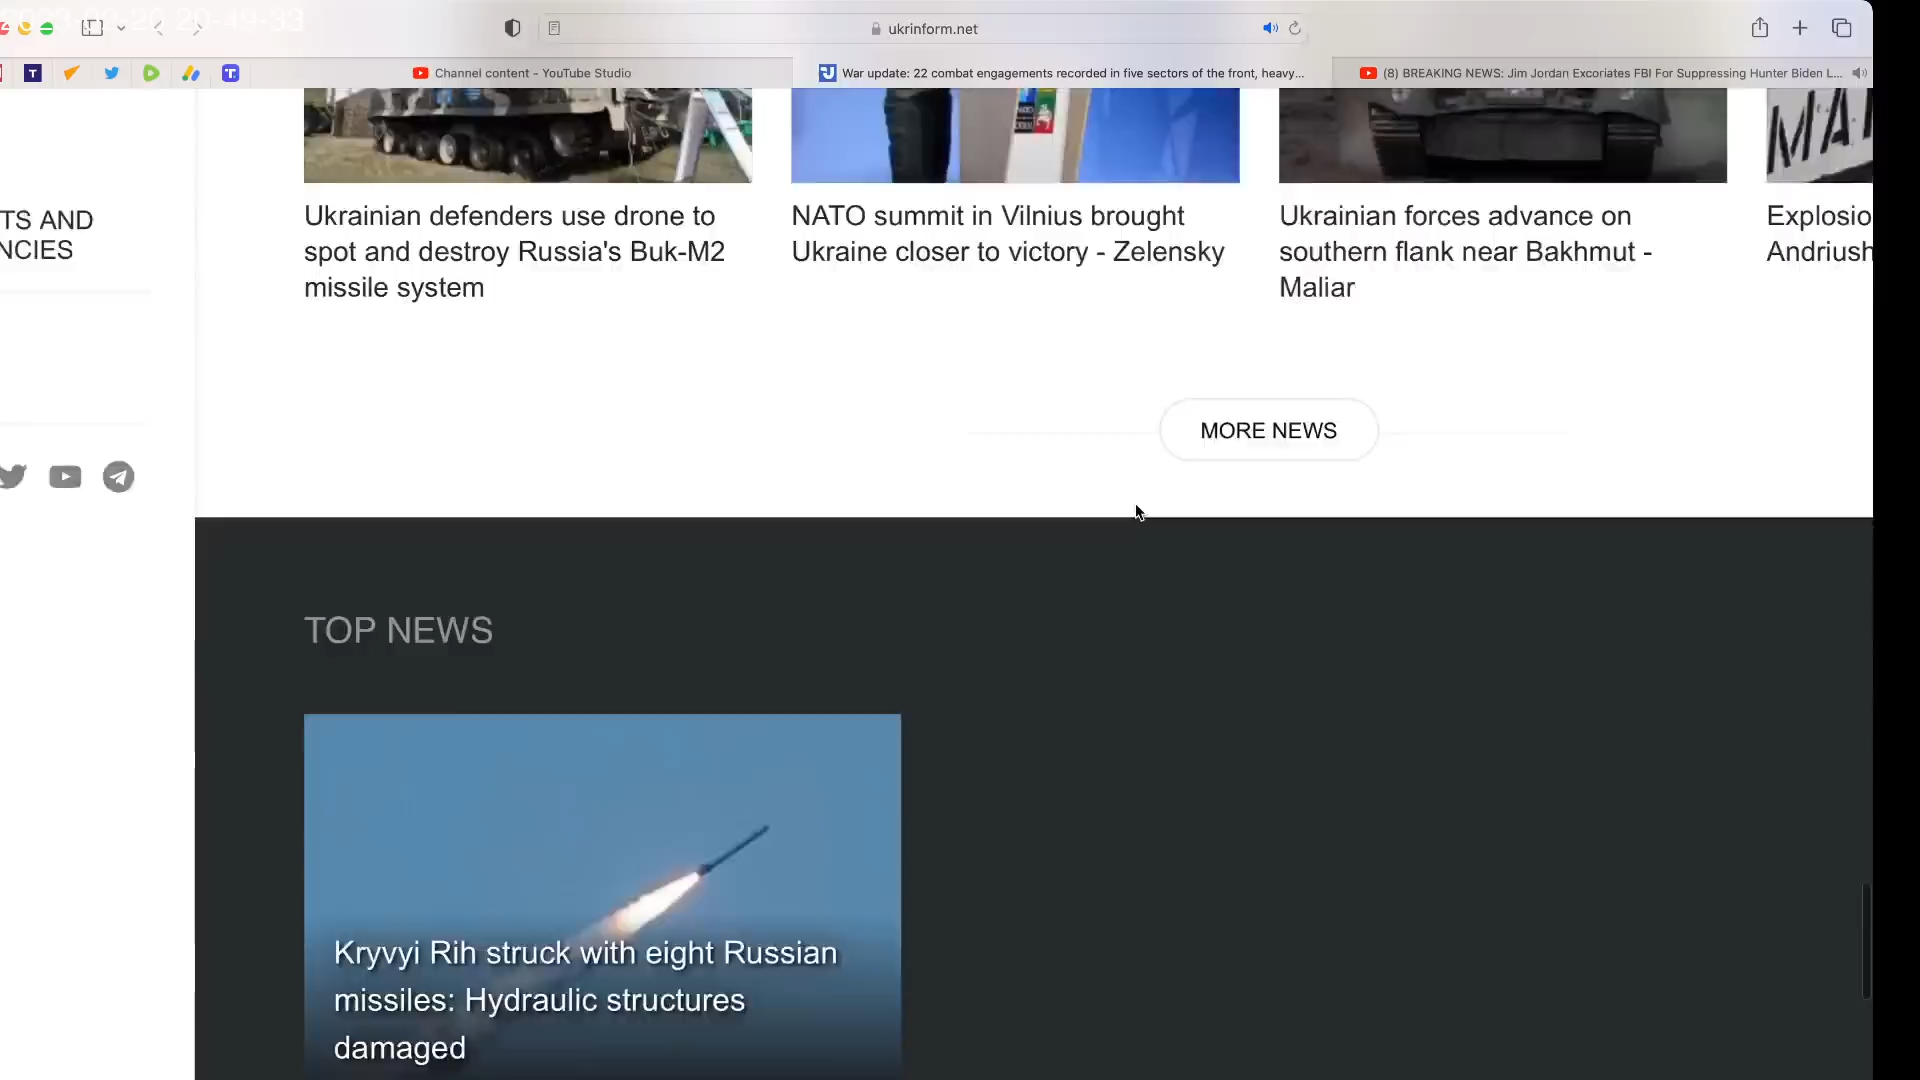 20-49-33
ukrinform.net
Channel content - YouTube Studio
War update: 22 combat engagements recorded in five sectors of the front, heavy...
(8) BREAKING NEWS: Jim Jordan Excoriates FBI For Suppressing Hunter Biden L...
MA
TS AND
NCIES
Ukrainian defenders use drone to
spot and destroy Russia's Buk-M2
missile system
NATO summit in Vilnius brought
Ukraine closer to victory - Zelensky
Ukrainian forces advance on
southern flank near Bakhmut -
Maliar
Explosio
Andriush
MORE NEWS
TOP NEWS
Kryvyi Rih struck with eight Russian
missiles: Hydraulic structures
damaged